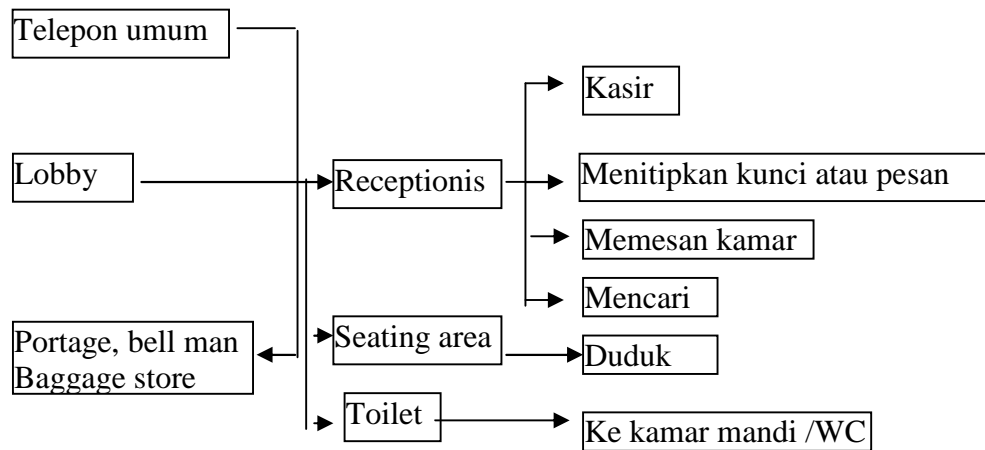 Telepon umum
Kasir
Lobby
Receptionis
Menitipkan kunci atau pesan
Memesan kamar
Mencari
Portage, bell man
Baggage store
Seating area
Duduk
Toilet
Ke kamar mandi /WC